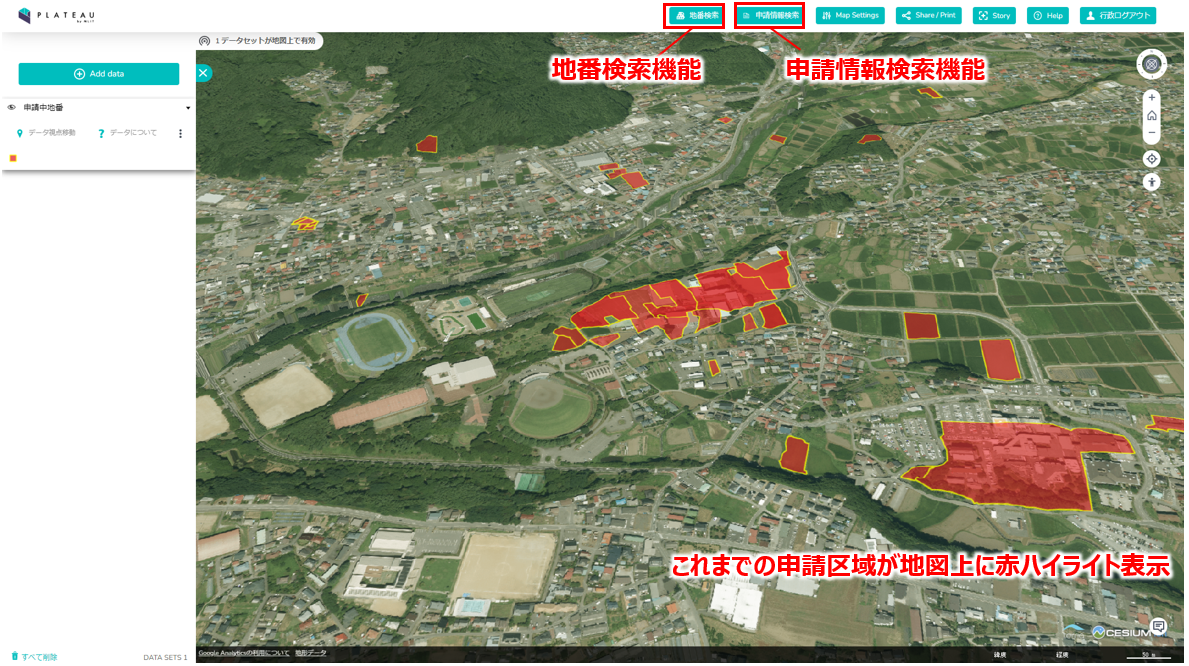 PLATEAU
by MLIT
地番検索
申請情報検索
Map Settings
Share / Print
Story
Help
行政ログアウト
1 データセットが地図上で有効
Add data
地番検索機能
申請情報検索機能
申請中地番
データ視点移動
データについて
これまでの申請区域が地図上に赤ハイライト表示
CESIUM
すべて削除
DATA SETS 1
Google Analyticsの利用について
地形データ
緯度
経度
50 m